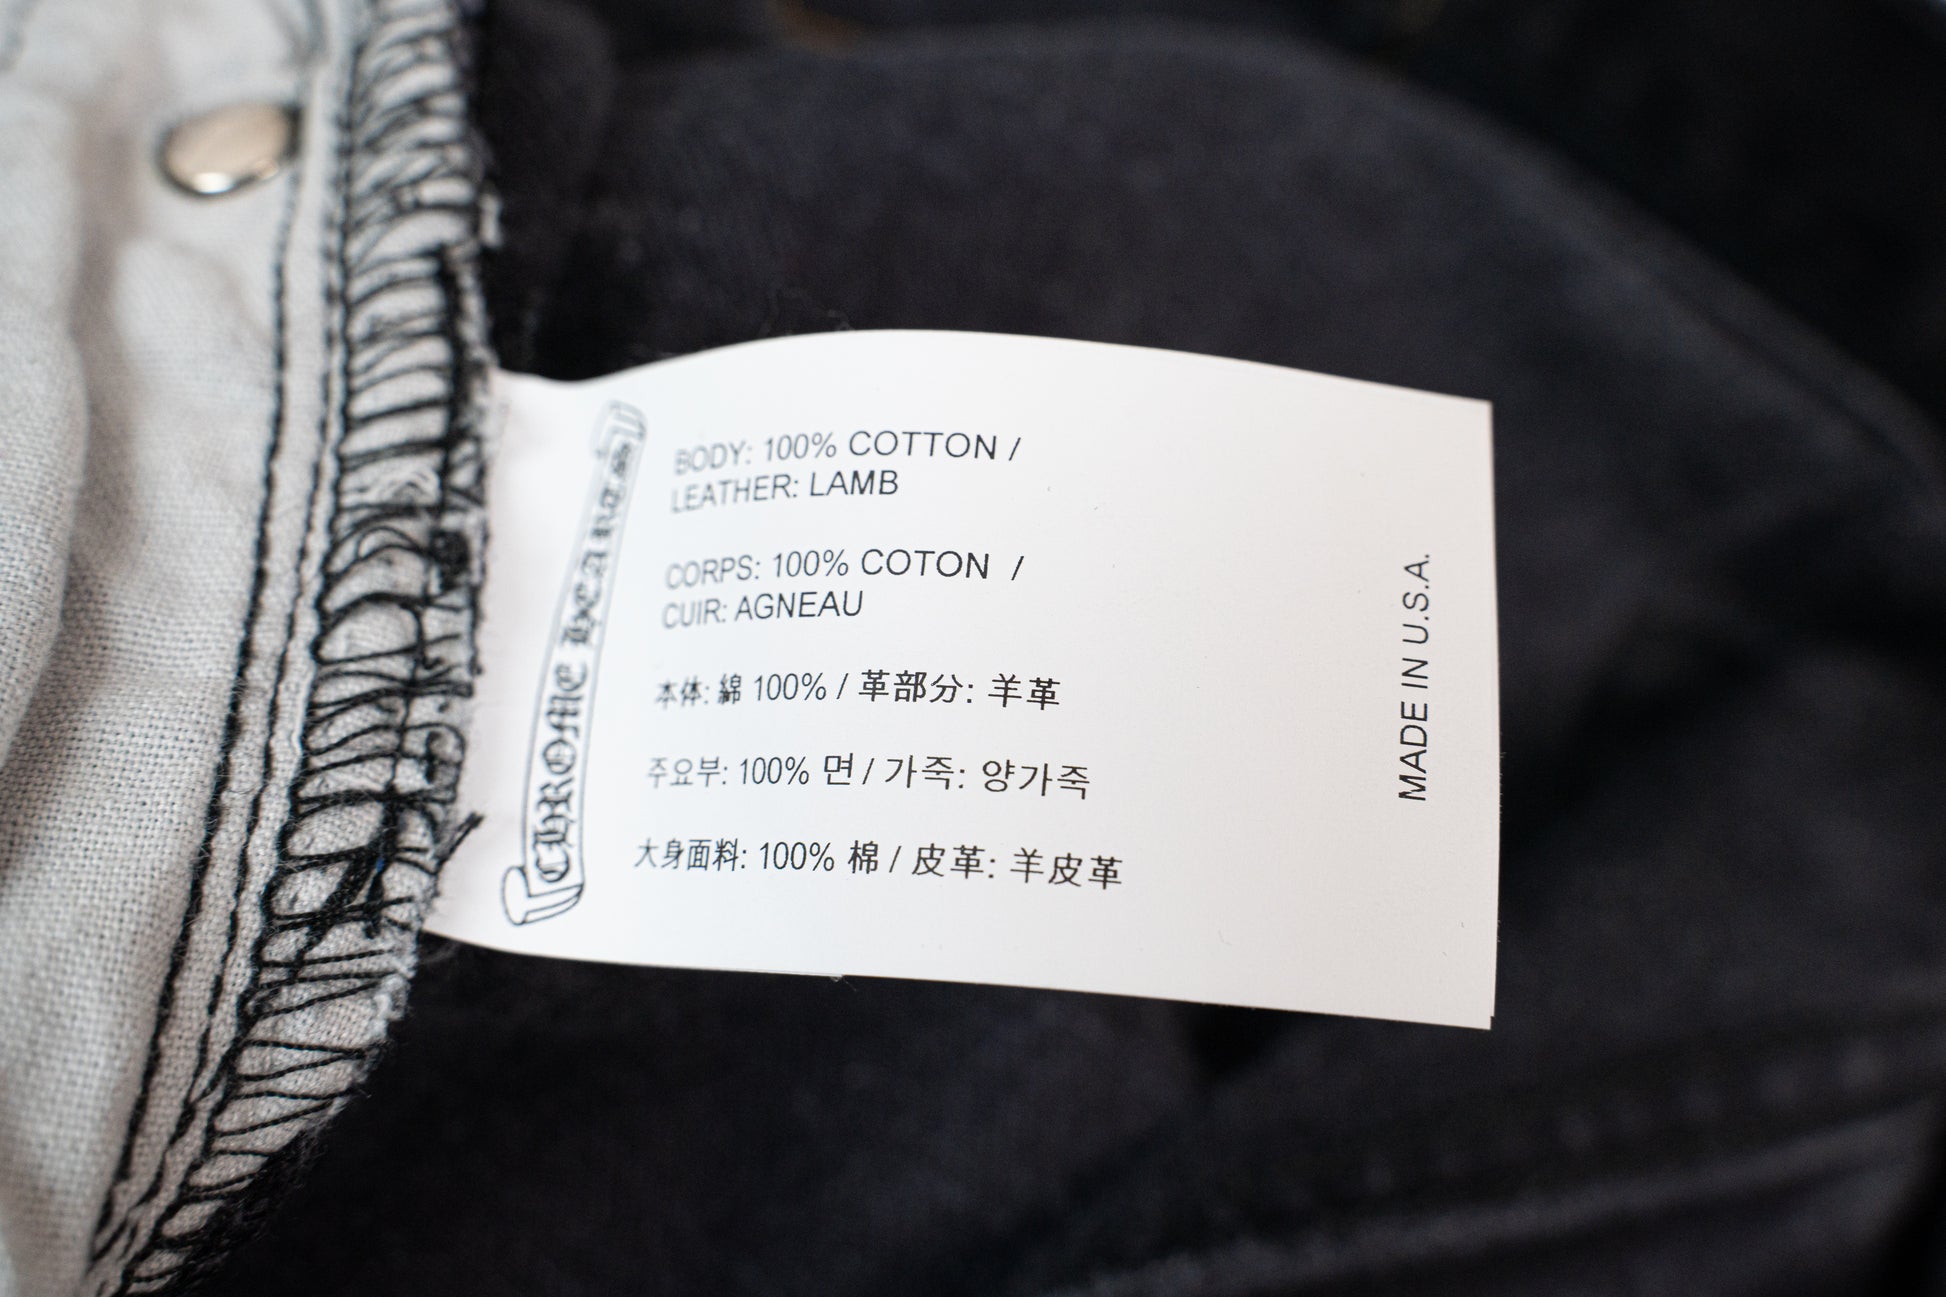 CHROME HEARTS
BODY: 100% COTTON /
LEATHER: LAMB
CORPS: 100% COTON /
CUIR: AGNEAU
本体: 綿 100% / 革部分: 羊革
주요부: 100% 면 / 가죽: 양가죽
大身面料: 100% 棉 / 皮革: 羊皮革
MADE IN U.S.A.